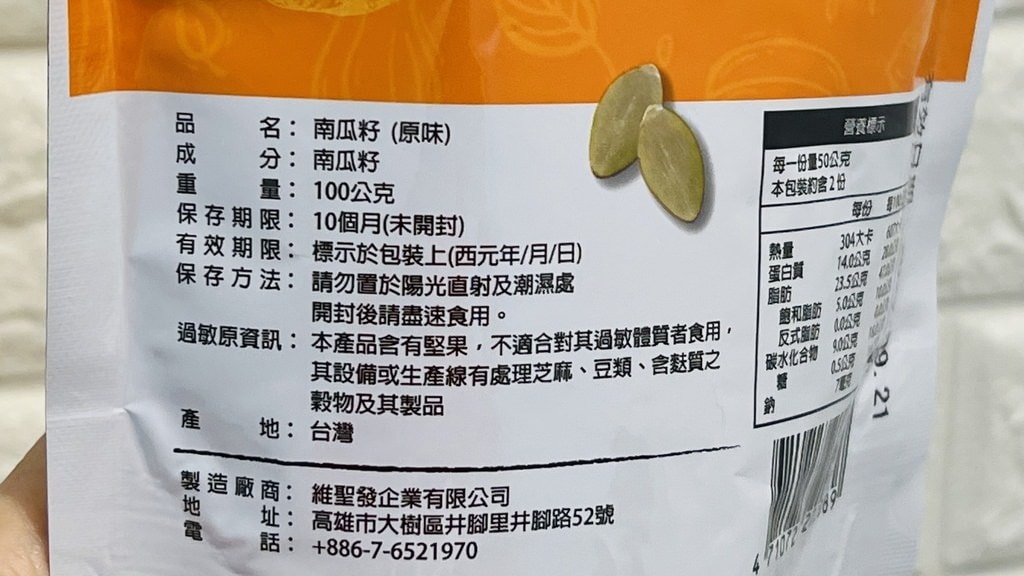 品名：南瓜籽 (原味)
成分：南瓜籽
重量：100公克
保存期限：10個月(未開封)
有效期限：標示於包裝上(西元年/月/日)
保存方法：請勿置於陽光直射及潮濕處
開封後請盡速食用。
過敏原資訊：本產品含有堅果，不適合對其過敏體質者食用，
其設備或生產線有處理芝麻、豆類、含麩質之
穀物及其製品
產地：台灣
製造廠商：維聖發企業有限公司
地址：高雄市大樹區井腳里井腳路52號
電話：+886-7-6521970
營養標示
每一份量50公克
本包裝約含2份
每份
熱量 304大卡
蛋白質 14.0公克
脂肪 23.5公克
飽和脂肪 5.0公克
反式脂肪 0.0公克
碳水化合物 9.0公克
糖 0.5公克
鈉 7毫克